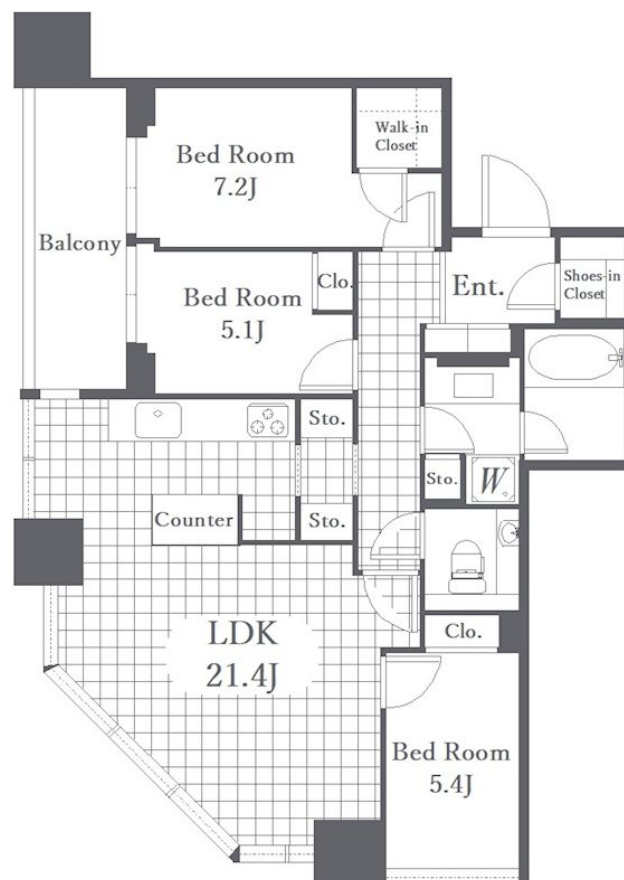 Walk-in
Closet
Bed Room
7.2J
Balcony
Clo.
Bed Room
5.1J
Ent.
Shoes-in
Closet
Sto.
Sto.
W
Counter
Sto.
LDK
21.4J
Clo.
Bed Room
5.4J